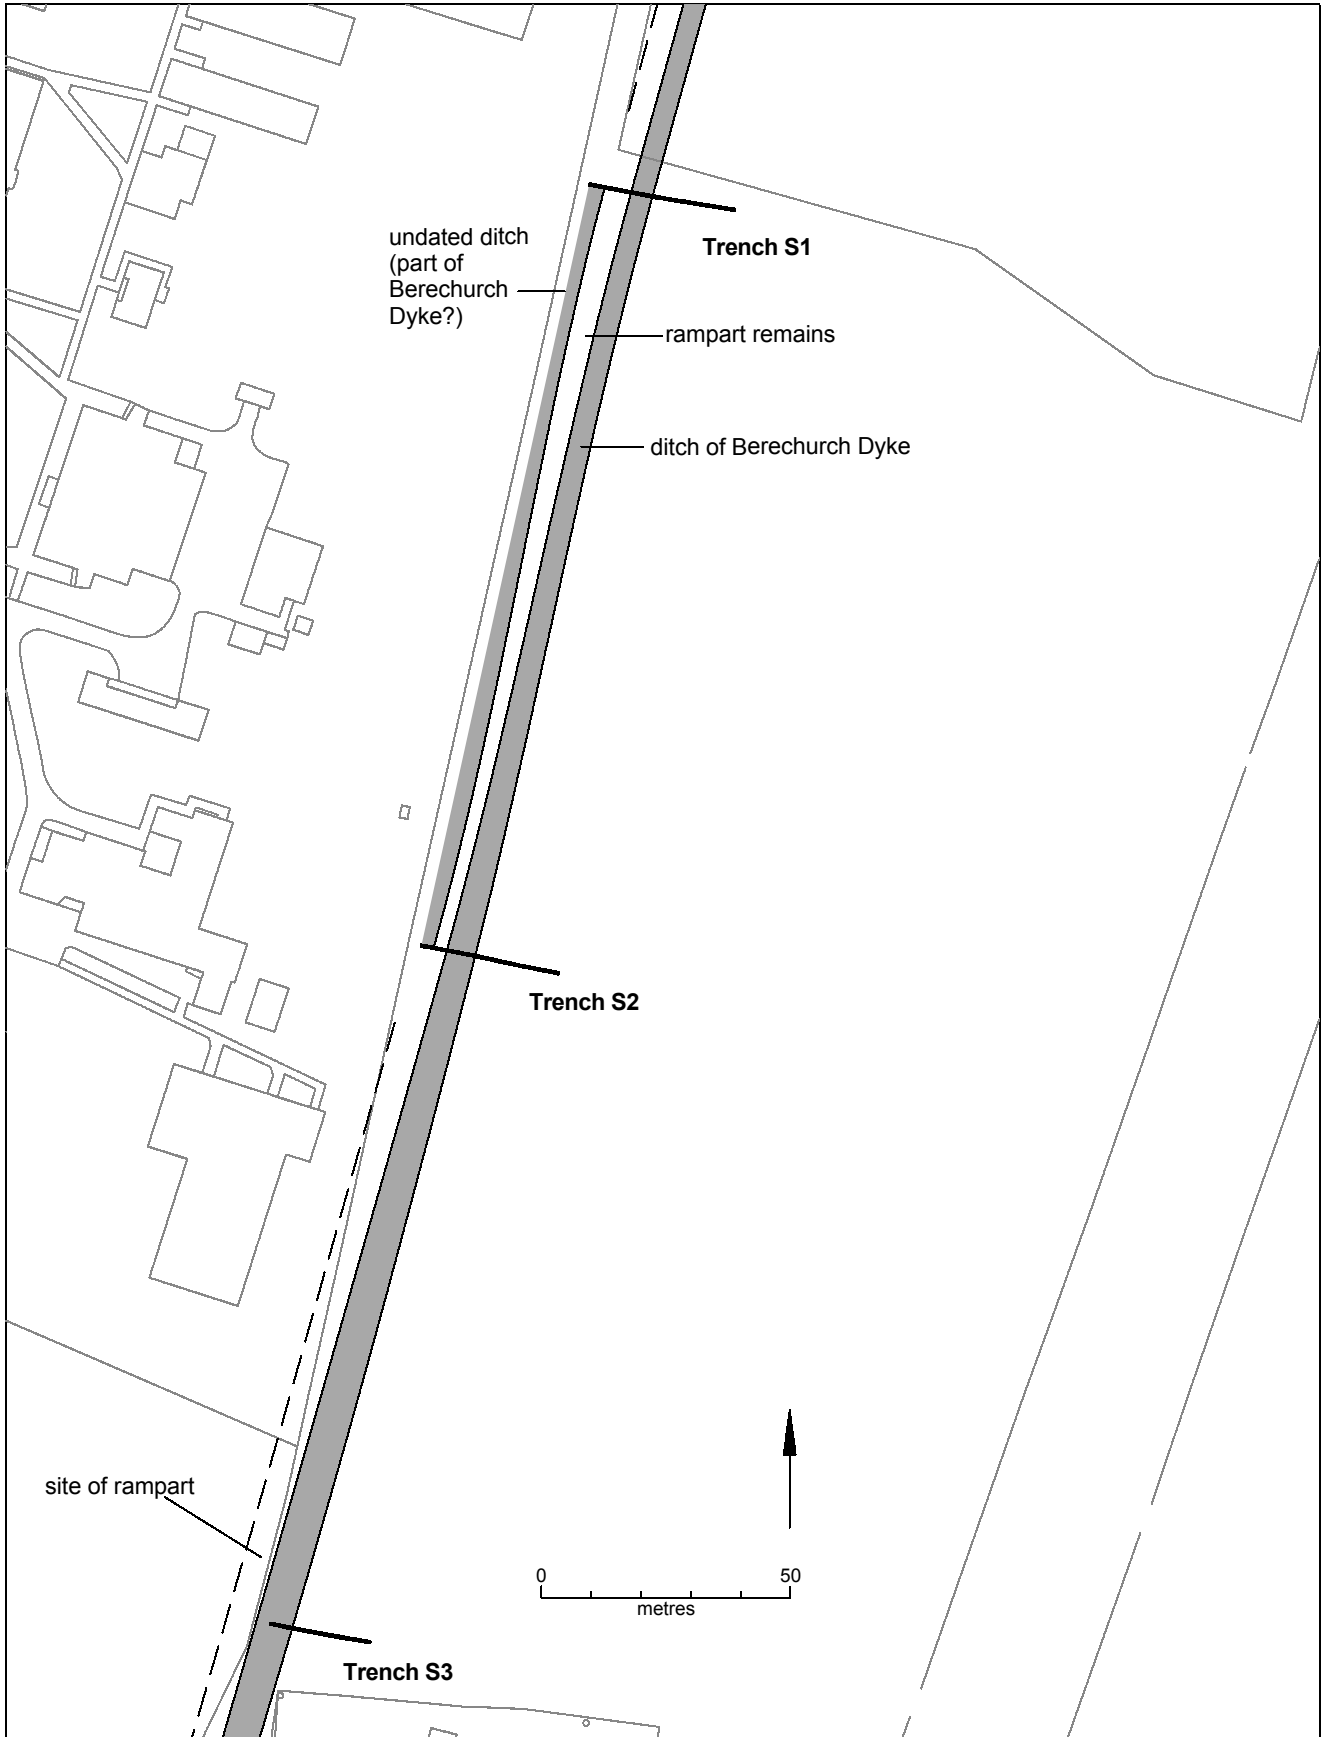 undated ditch
(part of
Berechurch
Dyke?)
Trench S1
rampart remains
ditch of Berechurch Dyke
Trench S2
site of rampart
0 50
metres
Trench S3